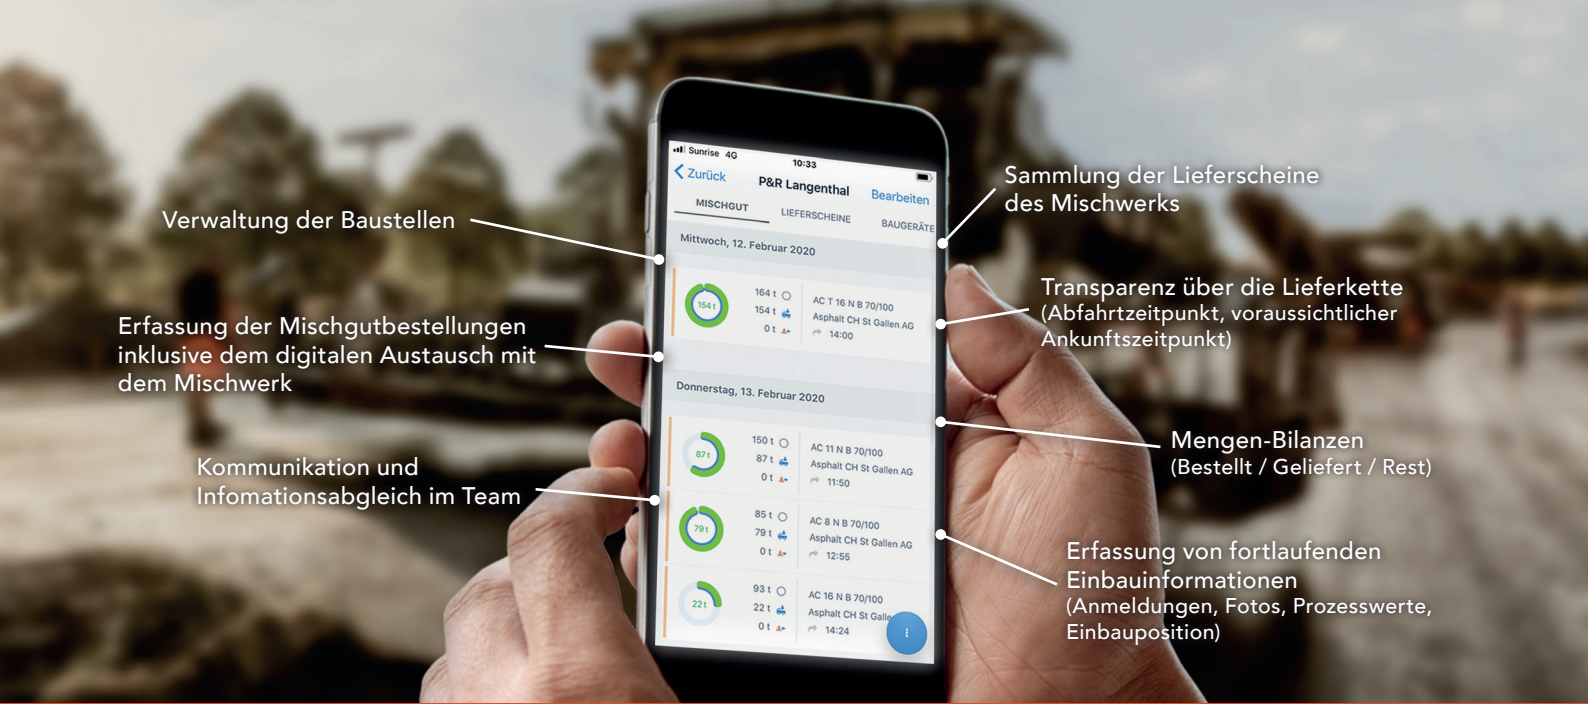 Verwaltung der Baustellen
Erfassung der Mischgutbestellungen
inklusive dem digitalen Austausch mit
dem Mischwerk
Kommunikation und
Infomationsabgleich im Team
Sunrise 4G
10:33
Zurück
P&R Langenthal
Bearbeiten
MISCHGUT
LIEFERSCHEINE
BAUGERÄTE
Mittwoch, 12. Februar 2020
154 t
164 t
154 t
0 t
AC T 16 N B 70/100
Asphalt CH St Gallen AG
14:00
Donnerstag, 13. Februar 2020
87 t
150 t
87 t
0 t
AC 11 N B 70/100
Asphalt CH St Gallen AG
11:50
79 t
85 t
79 t
0 t
AC 8 N B 70/100
Asphalt CH St Gallen AG
12:55
22 t
93 t
22 t
0 t
AC 16 N B 70/100
Asphalt CH St Galle
14:24
Sammlung der Lieferscheine
des Mischwerks
Transparenz über die Lieferkette
(Abfahrtzeitpunkt, voraussichtlicher
Ankunftszeitpunkt)
Mengen-Bilanzen
(Bestellt / Geliefert / Rest)
Erfassung von fortlaufenden
Einbauinformationen
(Anmeldungen, Fotos, Prozesswerte,
Einbauposition)